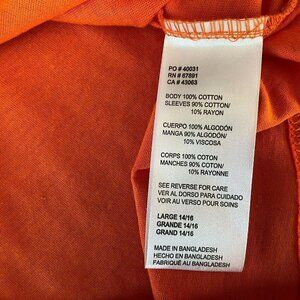 PO # 40031
RN # 67891
CA # 43063
BODY 100% COTTON
SLEEVES 90% COTTON/
10% RAYON
CUERPO 100% ALGODÓN
MANGA 90% ALGODÓN/
10% VISCOSA
CORPS 100% COTON
MANCHES 90% COTON/
10% RAYONNE
SEE REVERSE FOR CARE
VER AL DORSO PARA CUIDADO
VOIR AU VERSO POUR SOINS
LARGE 14/16
GRANDE 14/16
GRAND 14/16
MADE IN BANGLADESH
HECHO EN BANGLADESH
FABRIQUÉ AU BANGLADESH